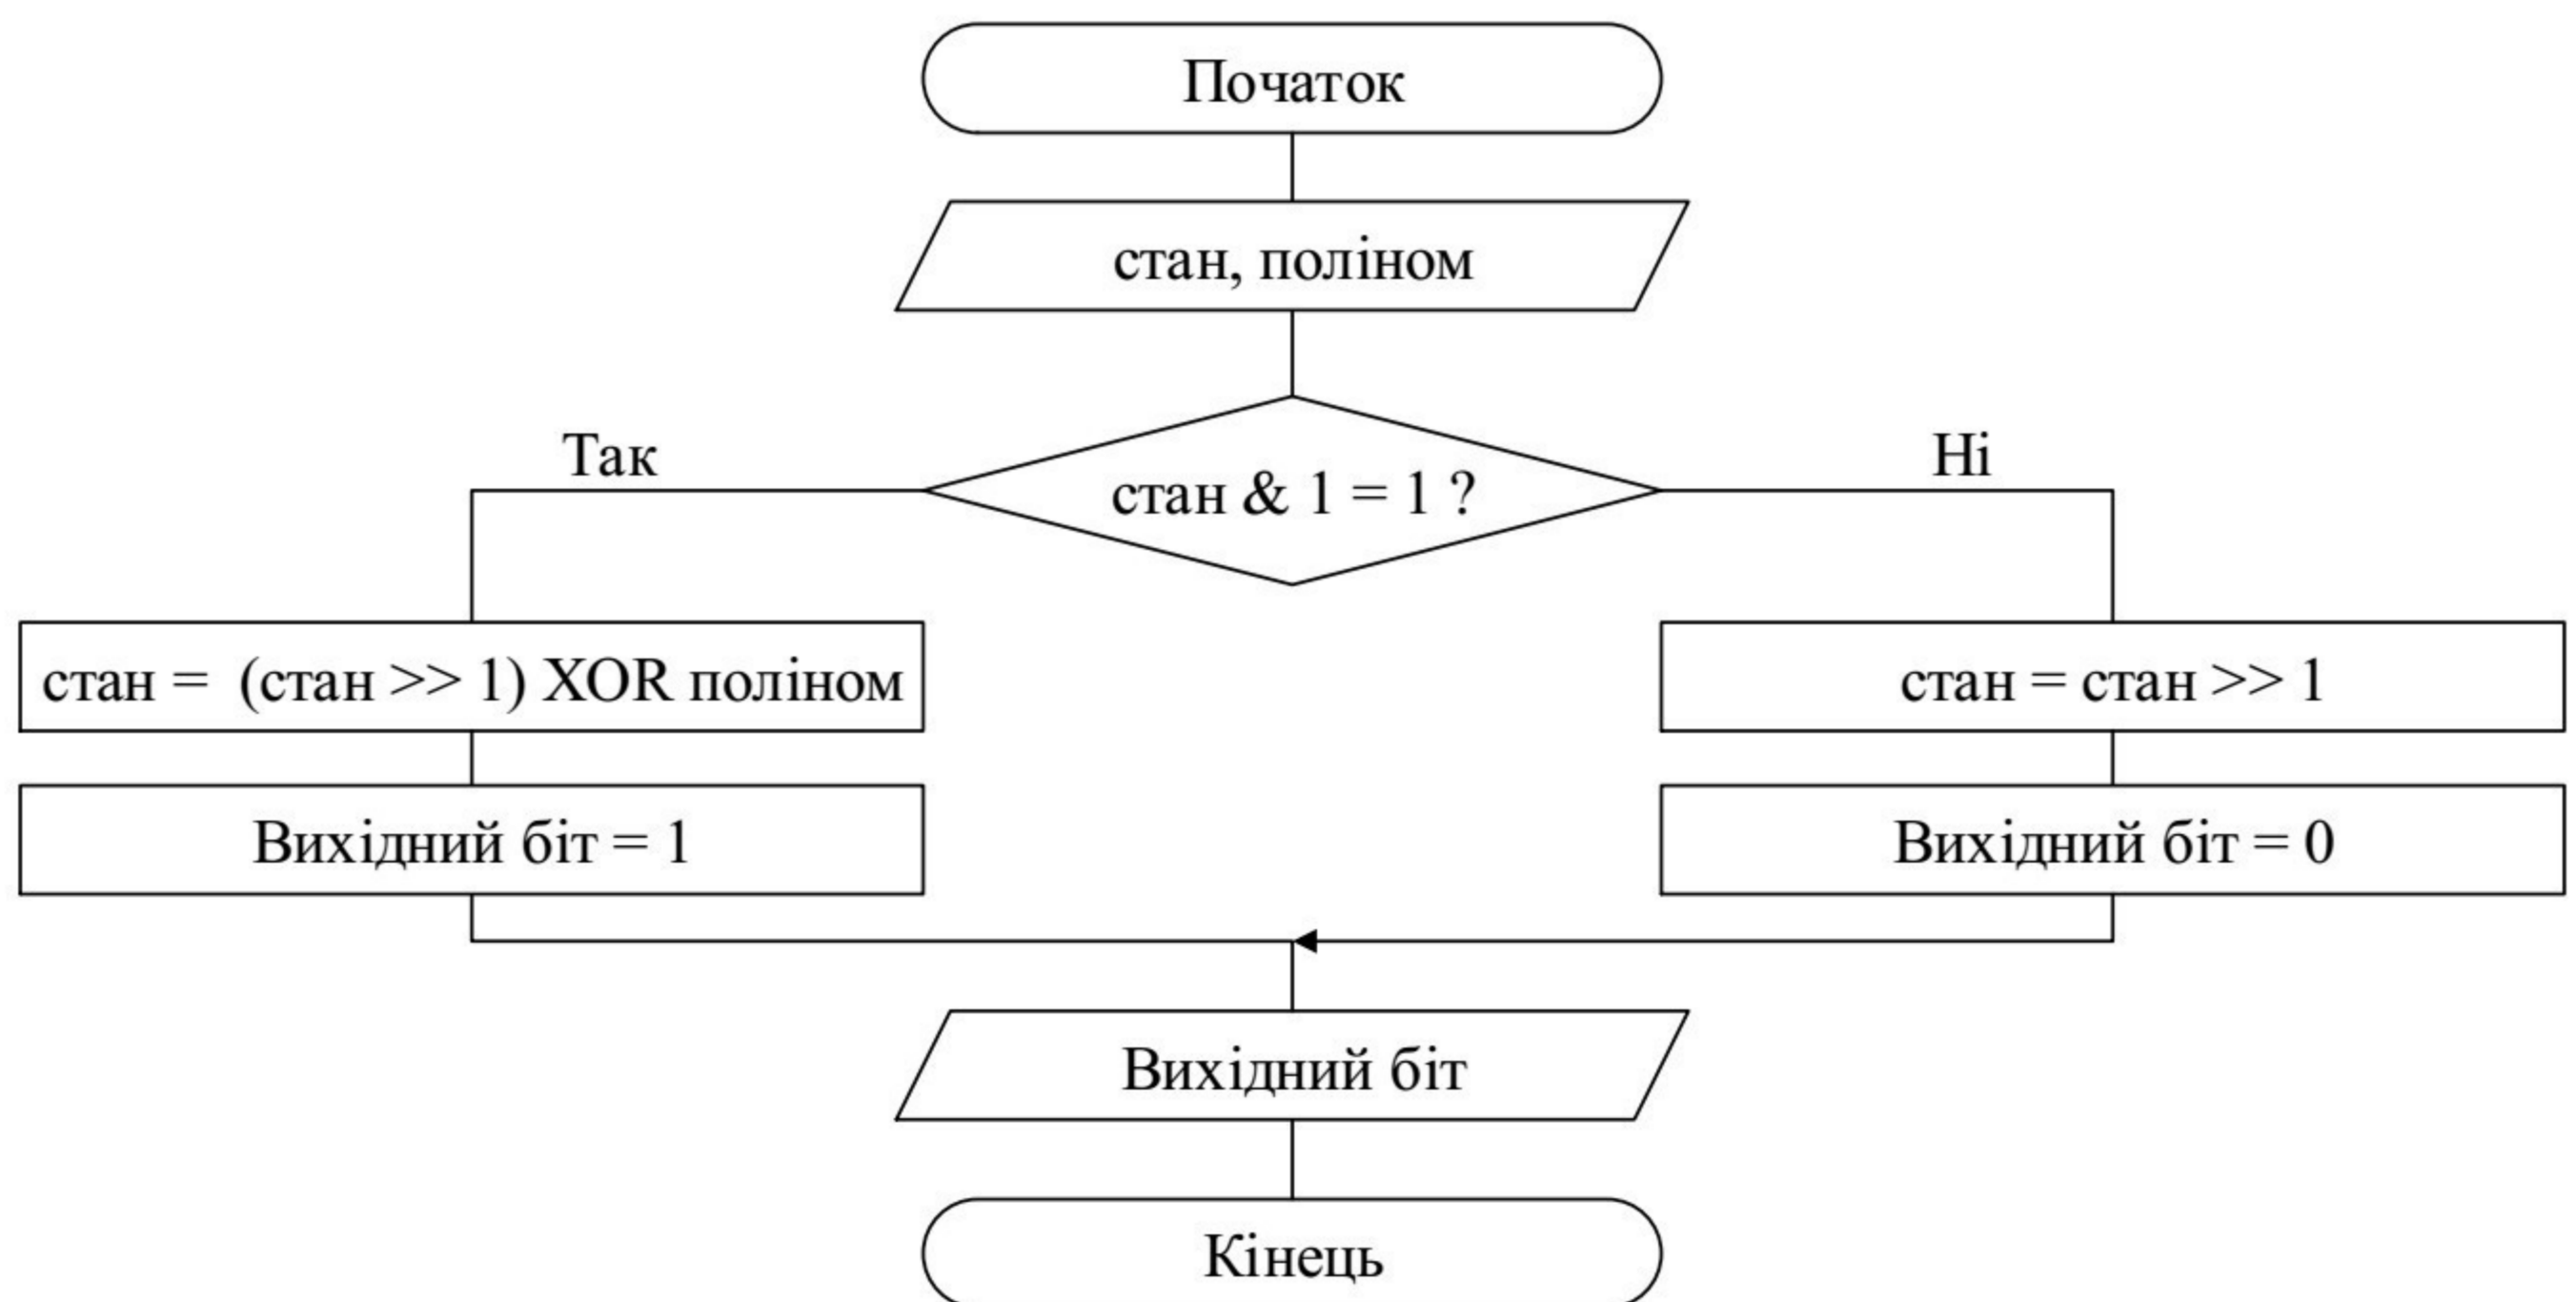 Початок
стан, поліном
Так
Ні
стан & 1 = 1 ?
стан =  (стан >> 1) XOR поліном
стан = стан >> 1
Вихідний біт = 1
Вихідний біт = 0
Вихідний біт
Кінець